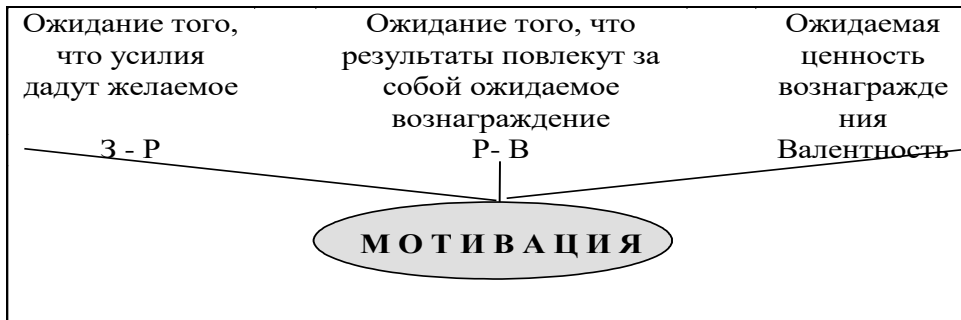 Ожидание того,
что усилия
дадут желаемое
З - Р
Ожидание того, что
результаты повлекут за
собой ожидаемое
вознаграждение
Р- В
Ожидаемая
ценность
вознагражде
ния
Валентность
М О Т И В А Ц И Я